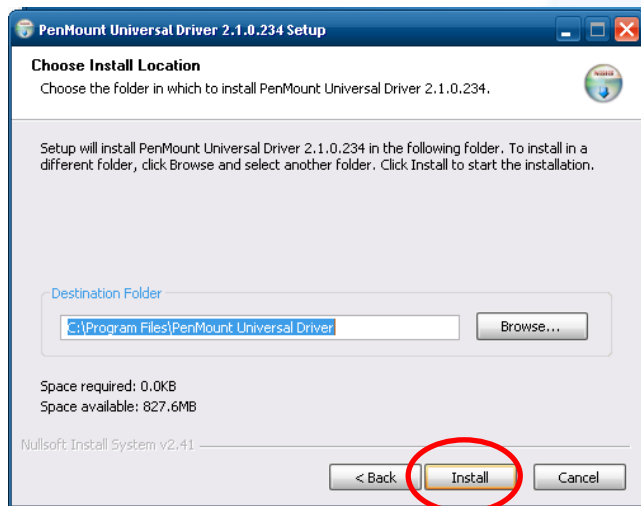 PenMount Universal Driver 2.1.0.234 Setup
Choose Install Location
Choose the folder in which to install PenMount Universal Driver 2.1.0.234.
Setup will install PenMount Universal Driver 2.1.0.234 in the following folder. To install in a
different folder, click Browse and select another folder. Click Install to start the installation.
Destination Folder
C:\Program Files\PenMount Universal Driver
Browse...
Space required: 0.0KB
Space available: 827.6MB
Nullsoft Install System v2.41
< Back
Install
Cancel